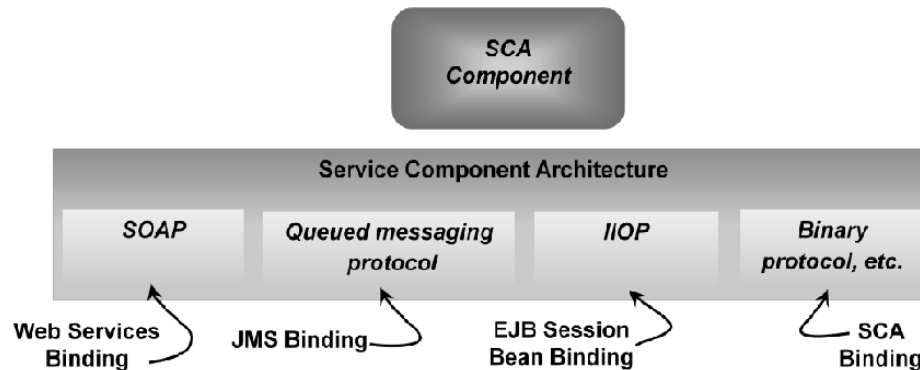 SCA
Component
Service Component Architecture
SOAP
Queued messaging
protocol
IIOP
Binary
protocol, etc.
Web Services
Binding
JMS Binding
EJB Session
Bean Binding
SCA
Binding